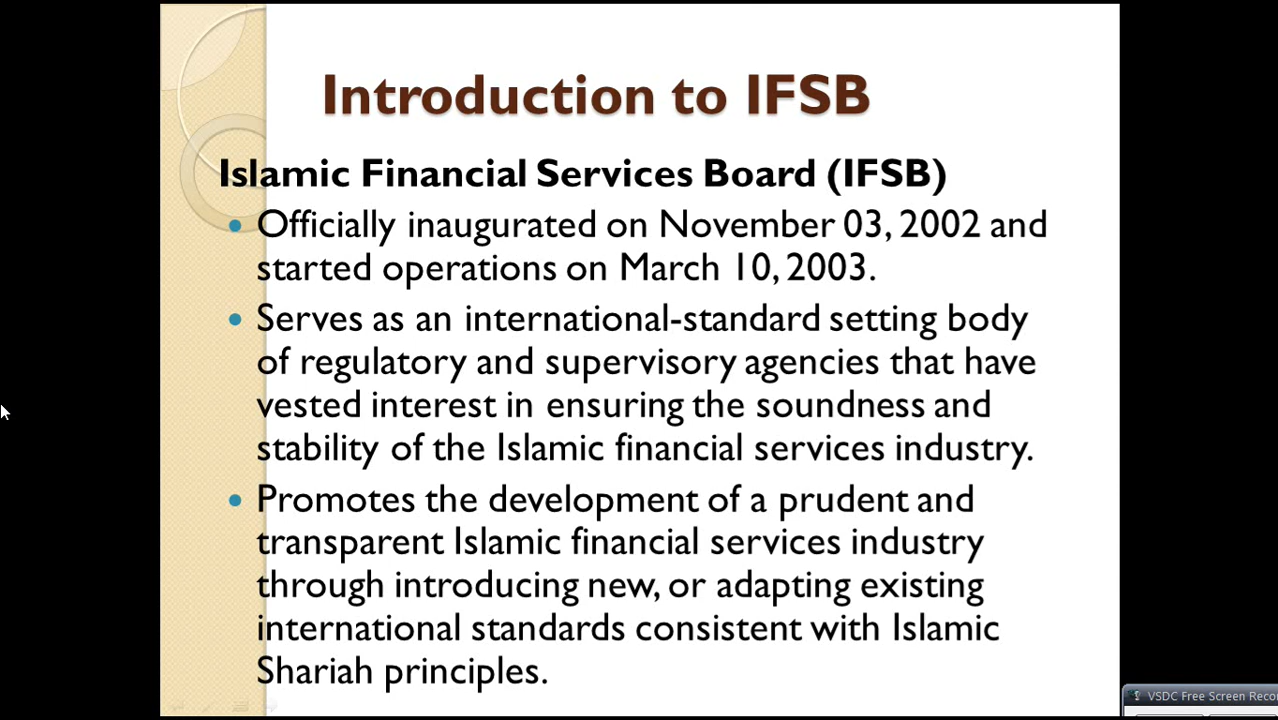 Introduction to IFSB
Islamic Financial Services Board (IFSB)
• Officially inaugurated on November 03, 2002 and
started operations on March 10, 2003.
• Serves as an international-standard setting body
of regulatory and supervisory agencies that have
vested interest in ensuring the soundness and
stability of the Islamic financial services industry.
• Promotes the development of a prudent and
transparent Islamic financial services industry
through introducing new, or adapting existing
international standards consistent with Islamic
Shariah principles.
VSDC Free Screen Reco